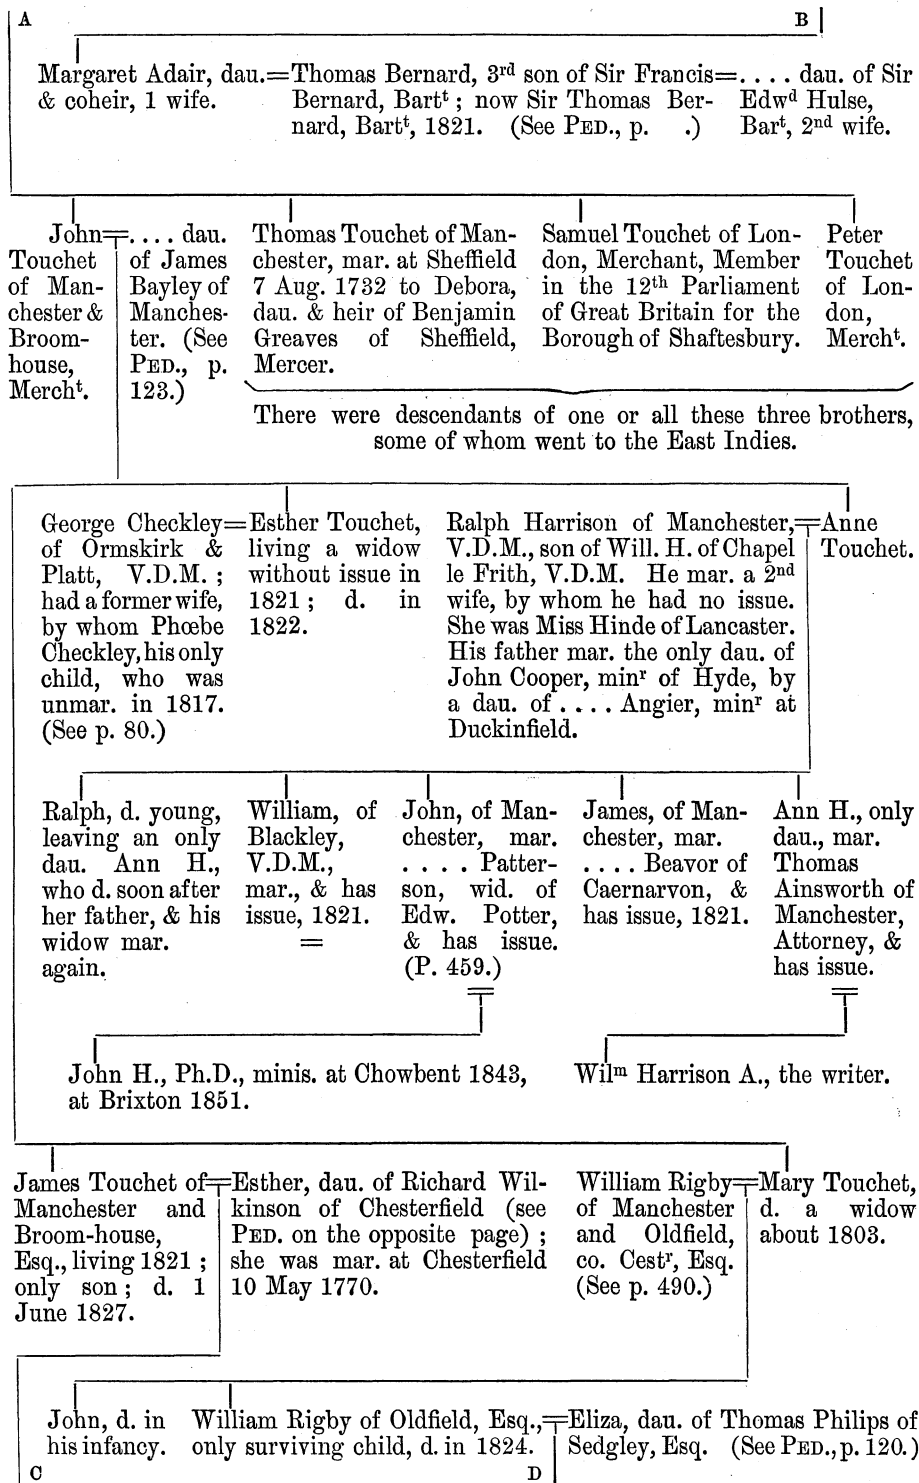 A B
Margaret Adair, dau.=Thomas Bernard, 3rd son of Sir Francis=. . . . dau. of Sir
& coheir, 1 wife. Bernard, Bartt ; now Sir Thomas Ber- Edwd Hulse,
nard, Bartt, 1821. (See PED., p. .) Bart, 2nd wife.
John=. . . . dau.
Touchet of James
of Man- Bayley of
chester & Manches-
Broom- ter. (See
house, PED., p.
Mercht. 123.)
Thomas Touchet of Man-
chester, mar. at Sheffield
7 Aug. 1732 to Debora,
dau. & heir of Benjamin
Greaves of Sheffield,
Mercer.
Samuel Touchet of Lon-
don, Merchant, Member
in the 12th Parliament
of Great Britain for the
Borough of Shaftesbury.
Peter
Touchet
of Lon-
don,
Mercht.
There were descendants of one or all these three brothers,
some of whom went to the East Indies.
George Checkley=
of Ormskirk &
Platt, V.D.M. ;
had a former wife,
by whom Phœbe
Checkley, his only
child, who was
unmar. in 1817.
(See p. 80.)
Esther Touchet,
living a widow
without issue in
1821 ; d. in
1822.
Ralph Harrison of Manchester,=
V.D.M., son of Will. H. of Chapel
le Frith, V.D.M. He mar. a 2nd
wife, by whom he had no issue.
She was Miss Hinde of Lancaster.
His father mar. the only dau. of
John Cooper, minr of Hyde, by
a dau. of . . . . Angier, minr at
Duckinfield.
Anne
Touchet.
Ralph, d. young,
leaving an only
dau. Ann H.,
who d. soon after
her father, & his
widow mar.
again.
William, of
Blackley,
V.D.M.,
mar., & has
issue, 1821.
=
John, of Man-
chester, mar.
. . . . Patter-
son, wid. of
Edw. Potter,
& has issue.
(P. 459.)
James, of Man-
chester, mar.
. . . . Beavor of
Caernarvon, &
has issue, 1821.
Ann H., only
dau., mar.
Thomas
Ainsworth of
Manchester,
Attorney, &
has issue.
John H., Ph.D., minis. at Chowbent 1843,
at Brixton 1851.
Wilm Harrison A., the writer.
James Touchet of=
Manchester and
Broom-house,
Esq., living 1821 ;
only son ; d. 1
June 1827.
Esther, dau. of Richard Wil-
kinson of Chesterfield (see
PED. on the opposite page) ;
she was mar. at Chesterfield
10 May 1770.
William Rigby=
of Manchester
and Oldfield,
co. Cestr, Esq.
(See p. 490.)
Mary Touchet,
d. a widow
about 1803.
John, d. in
his infancy.
William Rigby of Oldfield, Esq.,=
only surviving child, d. in 1824.
Eliza, dau. of Thomas Philips of
Sedgley, Esq. (See PED., p. 120.)
C D